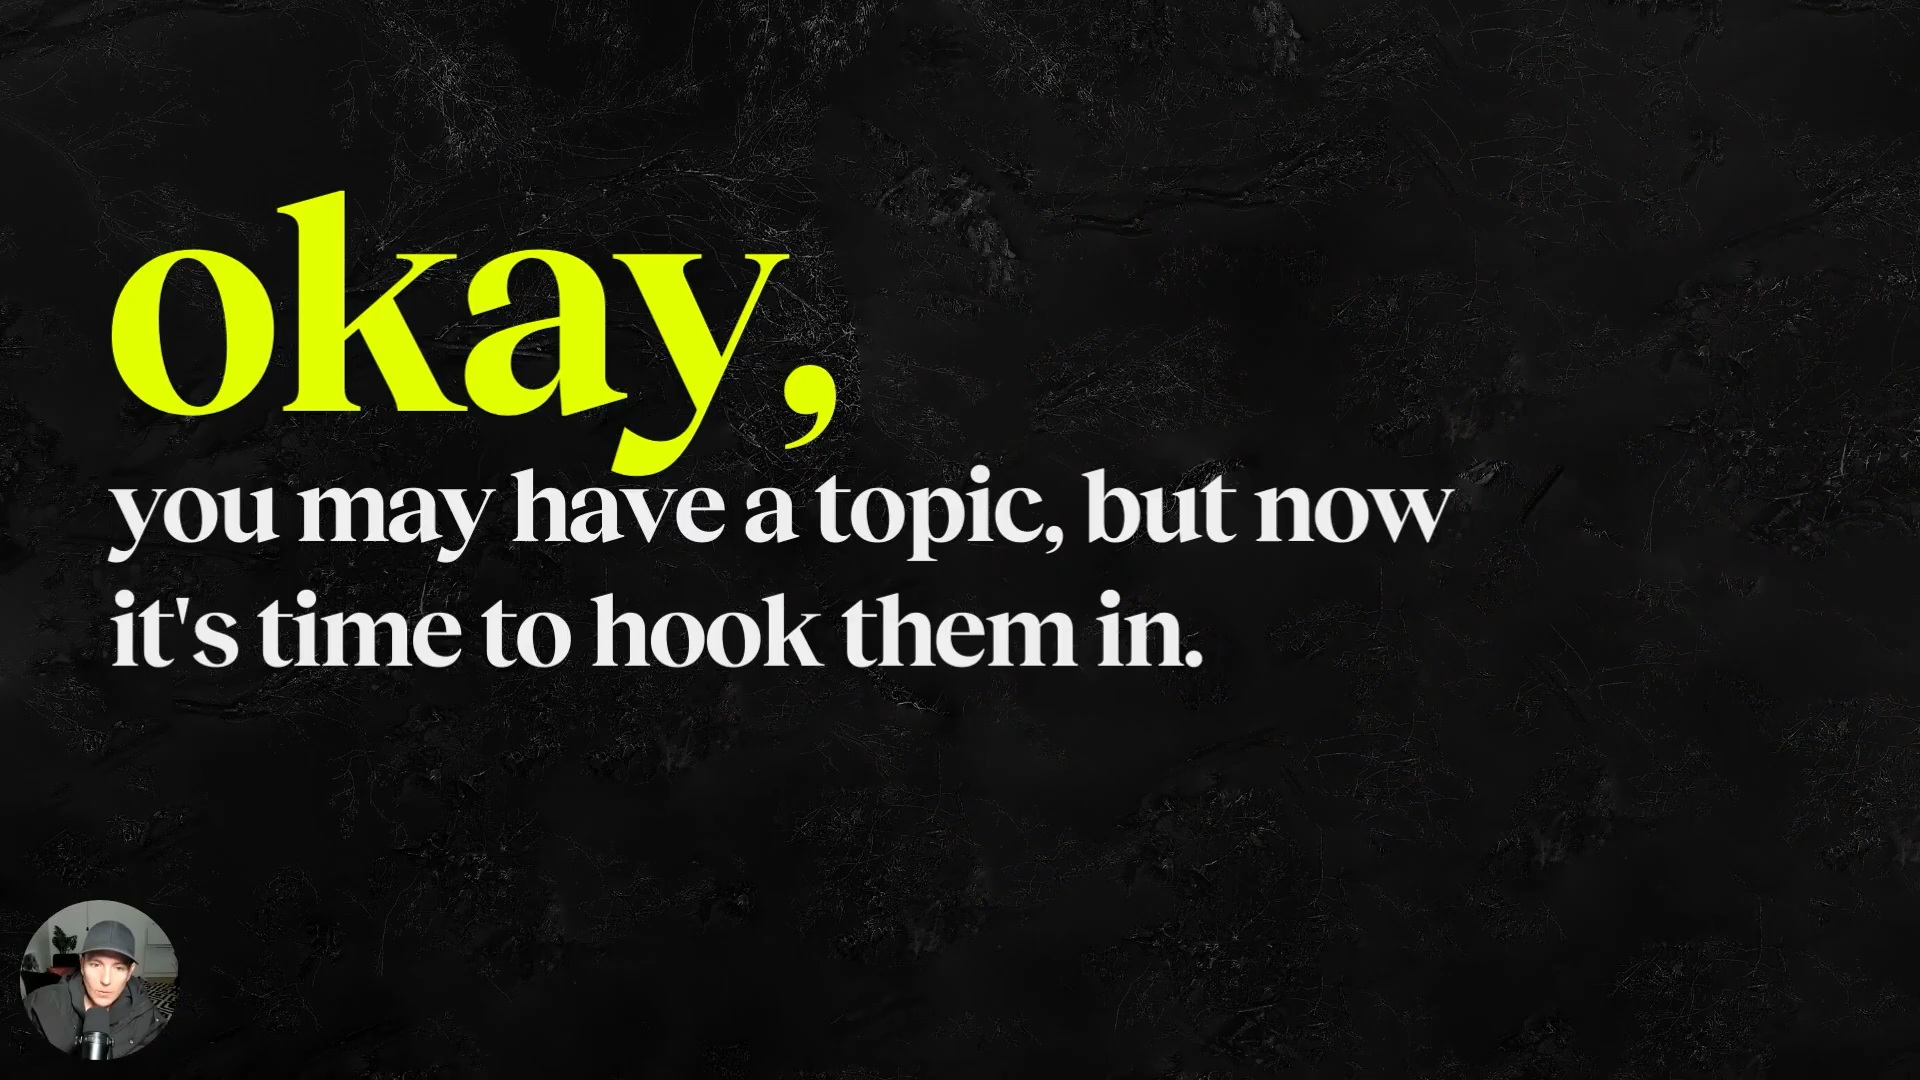 okay,
you may have a topic, but now
it's time to hook them in.